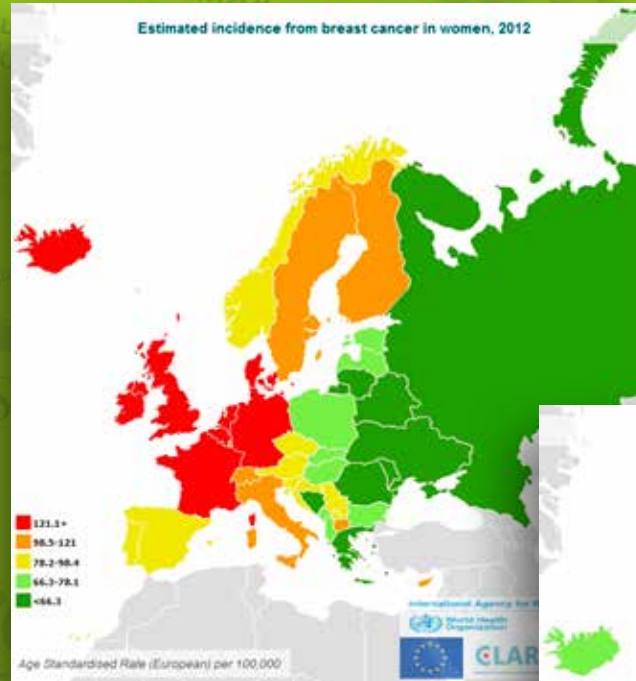 Estimated incidence from breast cancer in women, 2012
121.1+
98.5-121
78.2-98.4
66.3-78.1
<66.3
International Agency for
World Health
Organization
CLAR
Age Standardised Rate (European) per 100,000